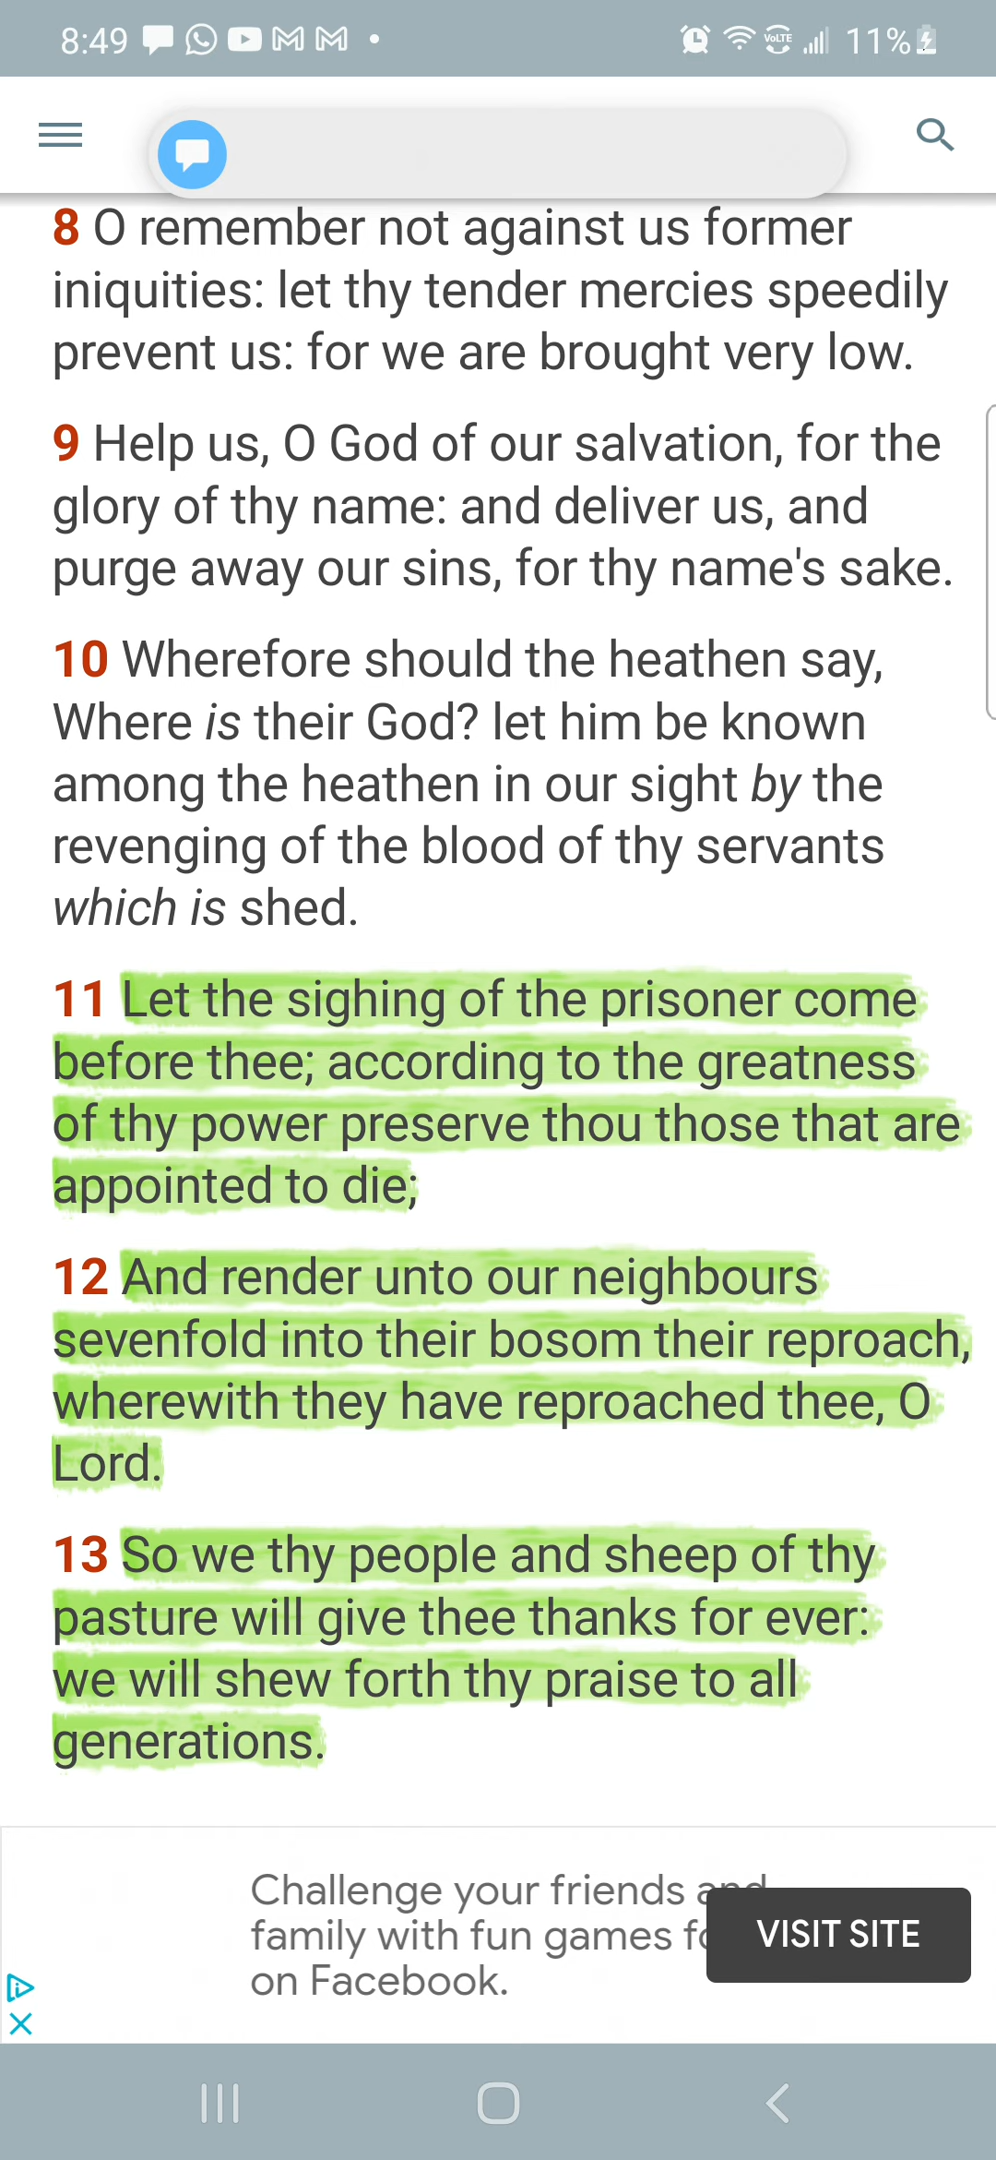 8:49
VoLTE
11%
8 O remember not against us former
iniquities: let thy tender mercies speedily
prevent us: for we are brought very low.
9 Help us, O God of our salvation, for the
glory of thy name: and deliver us, and
purge away our sins, for thy name's sake.
10 Wherefore should the heathen say,
Where is their God? let him be known
among the heathen in our sight by the
revenging of the blood of thy servants
which is shed.
11 Let the sighing of the prisoner come
before thee; according to the greatness
of thy power preserve thou those that are
appointed to die;
12 And render unto our neighbours
sevenfold into their bosom their reproach,
wherewith they have reproached thee, O
Lord.
13 So we thy people and sheep of thy
pasture will give thee thanks for ever:
we will shew forth thy praise to all
generations.
Challenge your friends and
family with fun games
on Facebook.
VISIT SITE